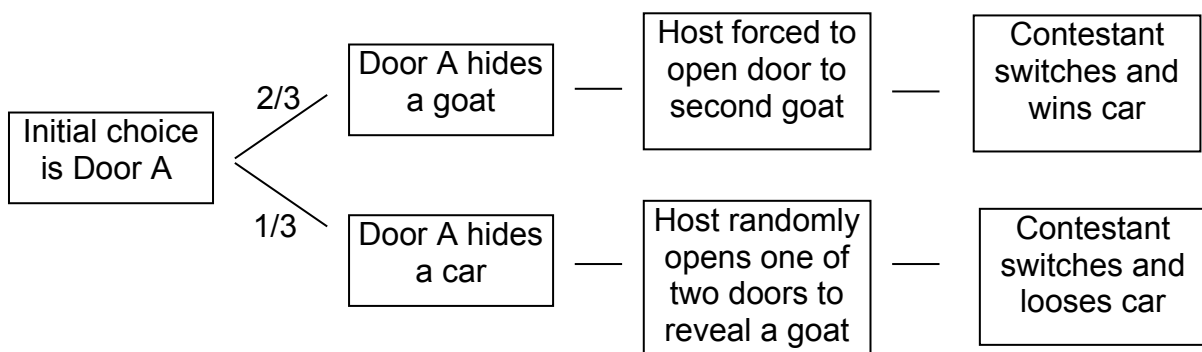 Initial choice
is Door A
2/3
1/3
Door A hides
a goat
Host forced to
open door to
second goat
Contestant
switches and
wins car
Door A hides
a car
Host randomly
opens one of
two doors to
reveal a goat
Contestant
switches and
looses car